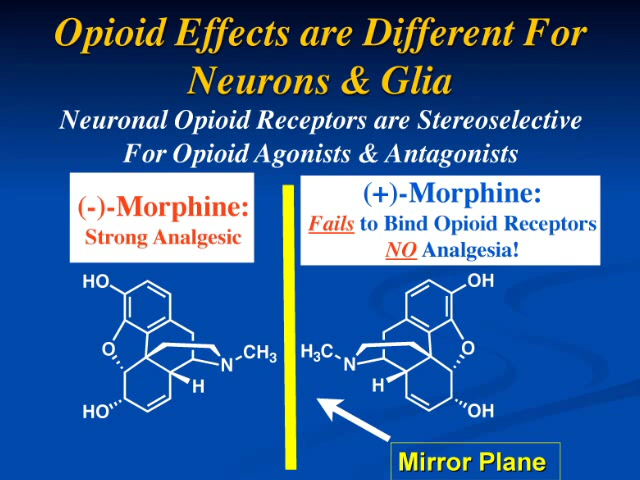 Opioid Effects are Different For
Neurons & Glia
Neuronal Opioid Receptors are Stereoselective
For Opioid Agonists & Antagonists
(-)-Morphine:
Strong Analgesic
(+)-Morphine:
Fails to Bind Opioid Receptors
NO Analgesia!
HO
O
N
CH3
H
HO
OH
O
H3C
N
H
OH
Mirror Plane